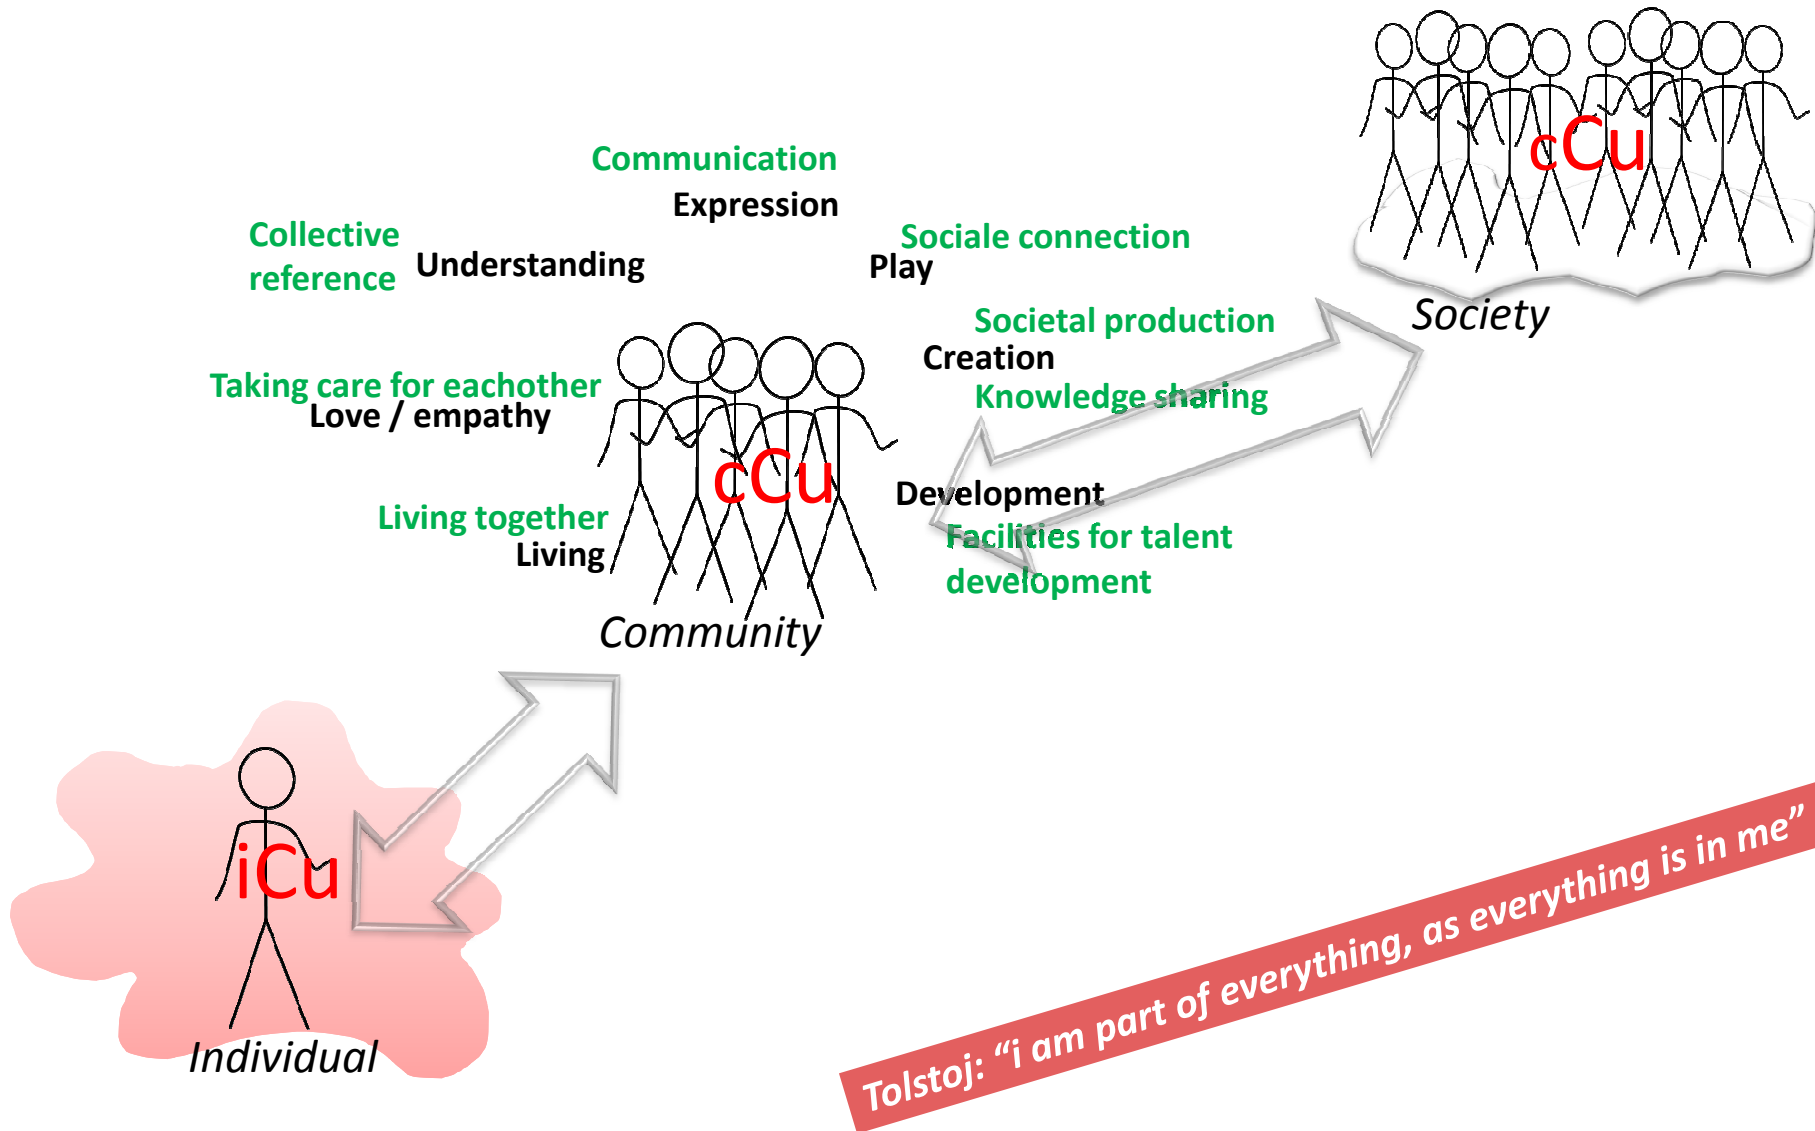 cCu
Society
Communication
Expression
Collective
reference
Understanding
Sociale connection
Play
Societal production
Creation
Knowledge sharing
Taking care for eachother
Love / empathy
cCu
Development
Facilities for talent
development
Living together
Living
Community
iCu
Individual
Tolstoj: “i am part of everything, as everything is in me”